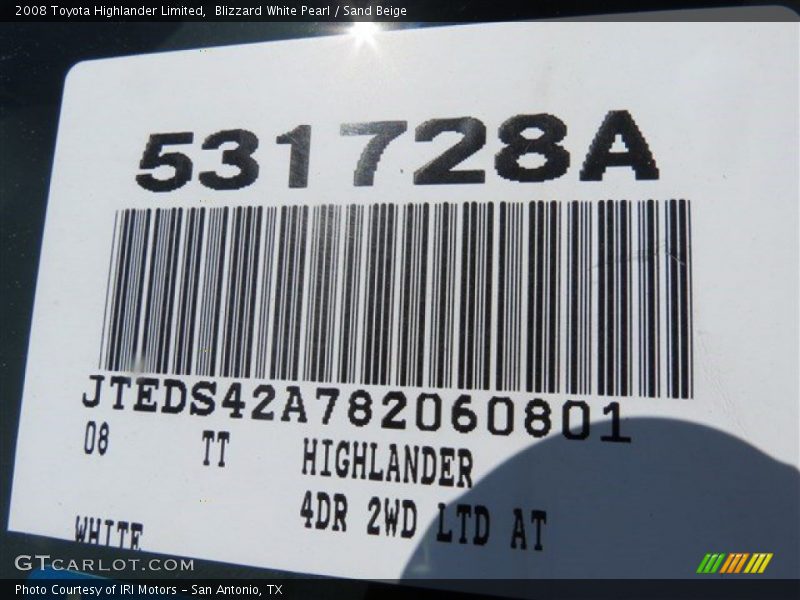 2008 Toyota Highlander Limited,  Blizzard White Pearl / Sand Beige
531728A
JTEDS42A782060801
08 TT HIGHLANDER
4DR 2WD LTD AT
WHITE
GTCARLOT.COM
Photo Courtesy of IRI Motors – San Antonio, TX